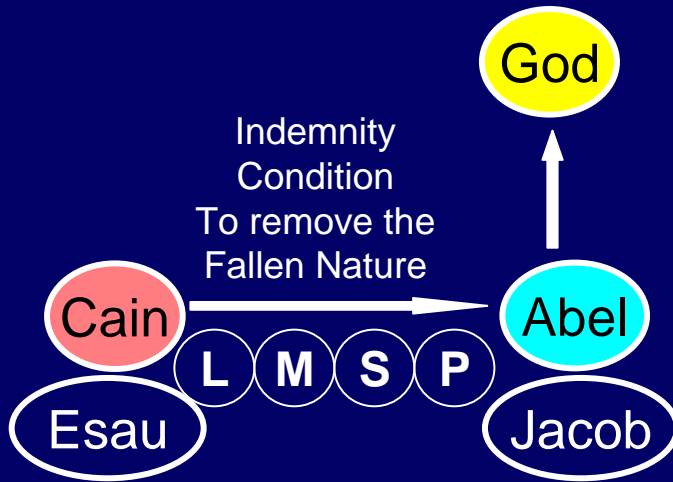 God
Indemnity
Condition
To remove the
Fallen Nature
Cain
Abel
L M S P
Esau
Jacob